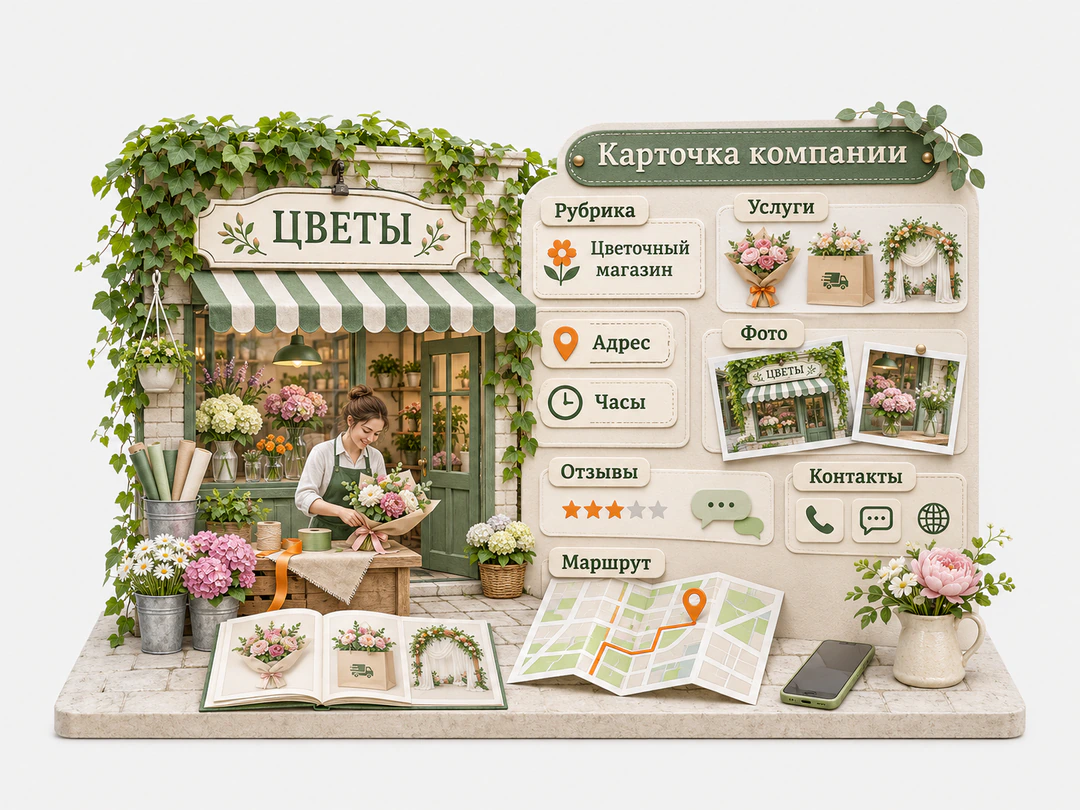 ЦВЕТЫ
Карточка компании
Рубрика
Цветочный
магазин
Услуги
Адрес
Часы
Фото
ЦВЕТЫ
Отзывы
Контакты
Маршрут